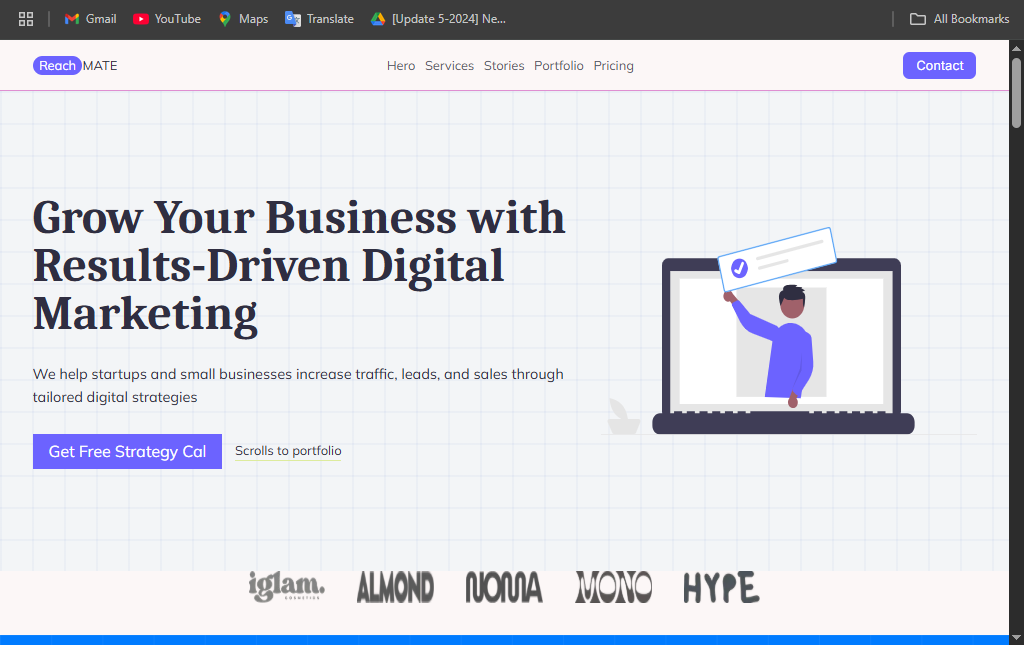 Gmail YouTube Maps Translate [Update 5-2024] Ne... All Bookmarks
Reach MATE Hero Services Stories Portfolio Pricing Contact
Grow Your Business with
Results-Driven Digital
Marketing
We help startups and small businesses increase traffic, leads, and sales through
tailored digital strategies
Get Free Strategy Cal Scrolls to portfolio
iglam. ALMOND NONNA MONO HYPE
COSMETICS